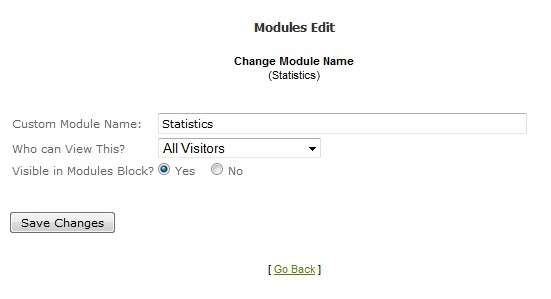 Modules Edit
Change Module Name
(Statistics)
Custom Module Name: Statistics
Who can View This? All Visitors
Visible in Modules Block? Yes No
Save Changes
[ Go Back ]